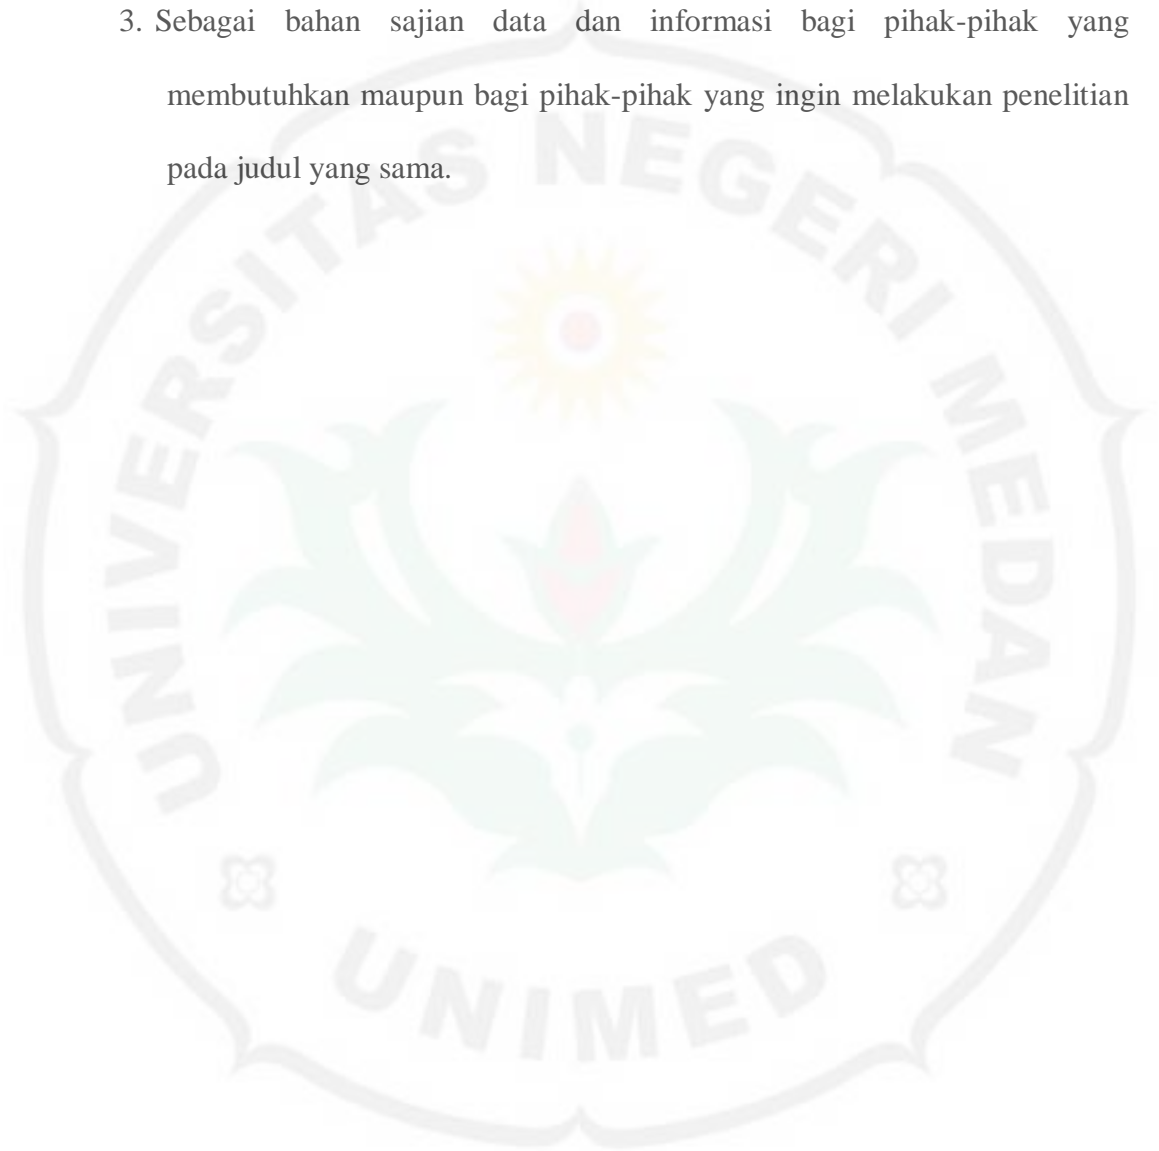 3. Sebagai bahan sajian data dan informasi bagi pihak-pihak yang
membutuhkan maupun bagi pihak-pihak yang ingin melakukan penelitian
pada judul yang sama.
UNIVERSITAS NEGERI MEDAN
UNIMED